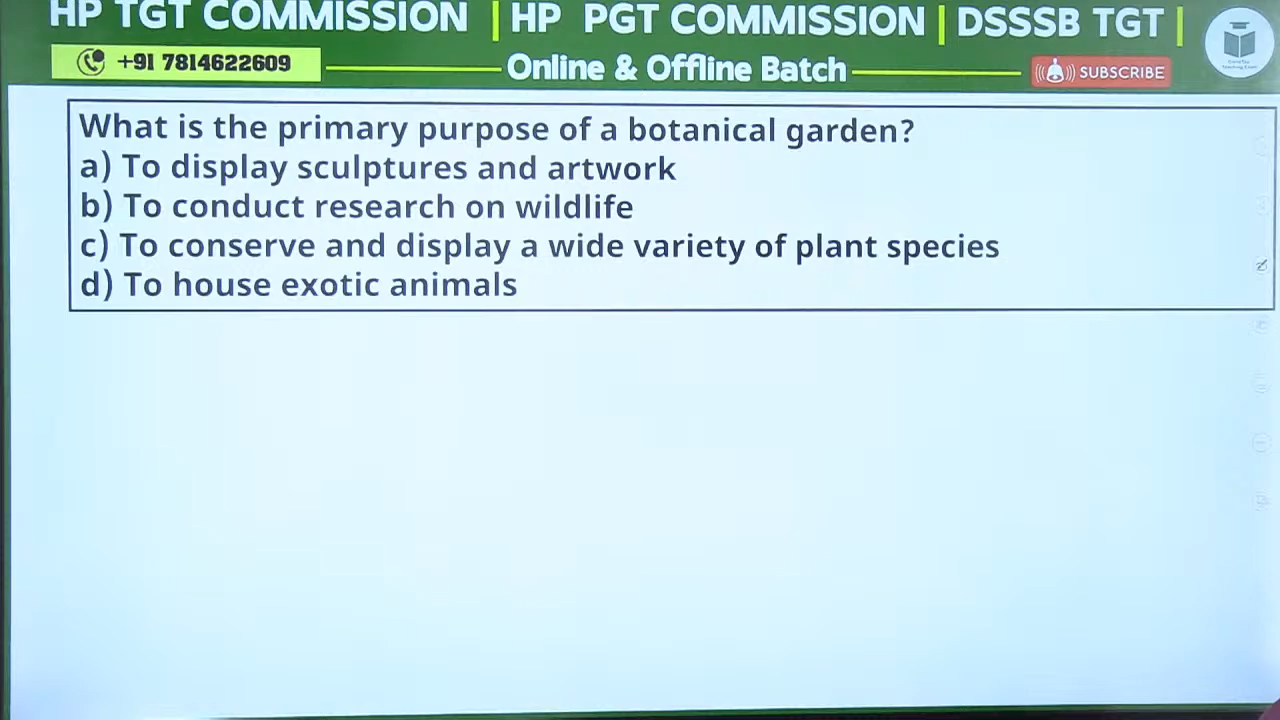 HP TGT COMMISSION | HP PGT COMMISSION | DSSSB TGT |
+91 7814622609
Online & Offline Batch
SUBSCRIBE
What is the primary purpose of a botanical garden?
a) To display sculptures and artwork
b) To conduct research on wildlife
c) To conserve and display a wide variety of plant species
d) To house exotic animals